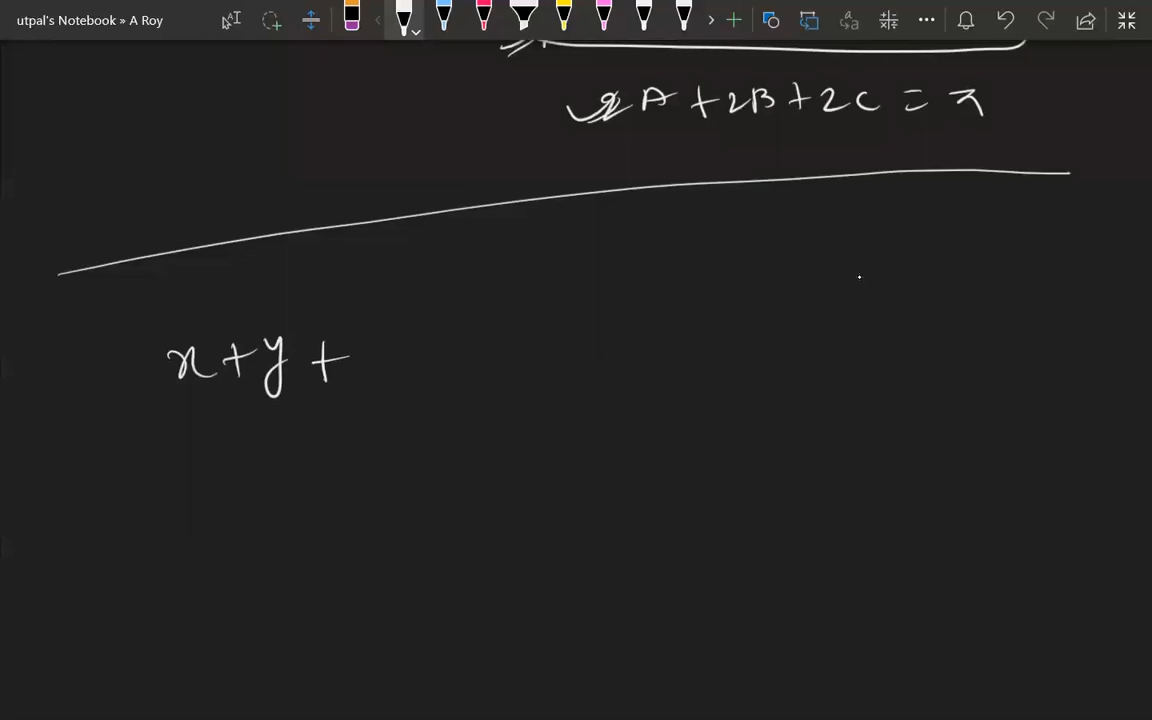 utpal's Notebook » A Roy
2A + 2B + 2C = π
x + y +